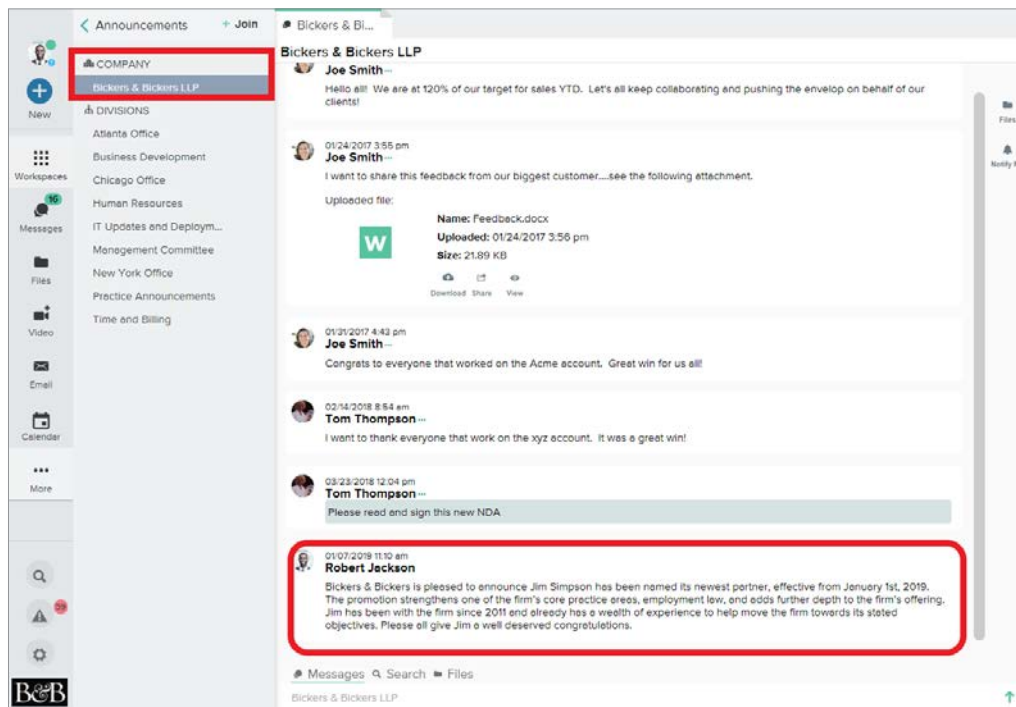 Announcements
+ Join
Bickers & Bi...
Bickers & Bickers LLP
COMPANY
Bickers & Bickers LLP
DIVISIONS
Atlanta Office
Business Development
Chicago Office
Human Resources
IT Updates and Deploym...
Management Committee
New York Office
Practice Announcements
Time and Billing
New
Workspaces
16
Messages
Files
Video
Email
Calendar
More
B&B
Joe Smith
Hello all! We are at 120% of our target for sales YTD. Let's all keep collaborating and pushing the envelop on behalf of our
clients!
01/24/2017 3:55 pm
Joe Smith
I want to share this feedback from our biggest customer....see the following attachment.
Uploaded file:
W
Name: Feedback.docx
Uploaded: 01/24/2017 3:56 pm
Size: 21.89 KB
Download Share View
01/31/2017 4:43 pm
Joe Smith
Congrats to everyone that worked on the Acme account. Great win for us all!
02/14/2018 8:54 am
Tom Thompson
I want to thank everyone that work on the xyz account. It was a great win!
03/23/2018 12:04 pm
Tom Thompson
Please read and sign this new NDA
01/07/2019 11:10 am
Robert Jackson
Bickers & Bickers is pleased to announce Jim Simpson has been named its newest partner, effective from January 1st, 2019.
The promotion strengthens one of the firm's core practice areas, employment law, and adds further depth to the firm's offering.
Jim has been with the firm since 2011 and already has a wealth of experience to help move the firm towards its stated
objectives. Please all give Jim a well deserved congratulations.
Messages Search Files
Bickers & Bickers LLP
Files
Notify